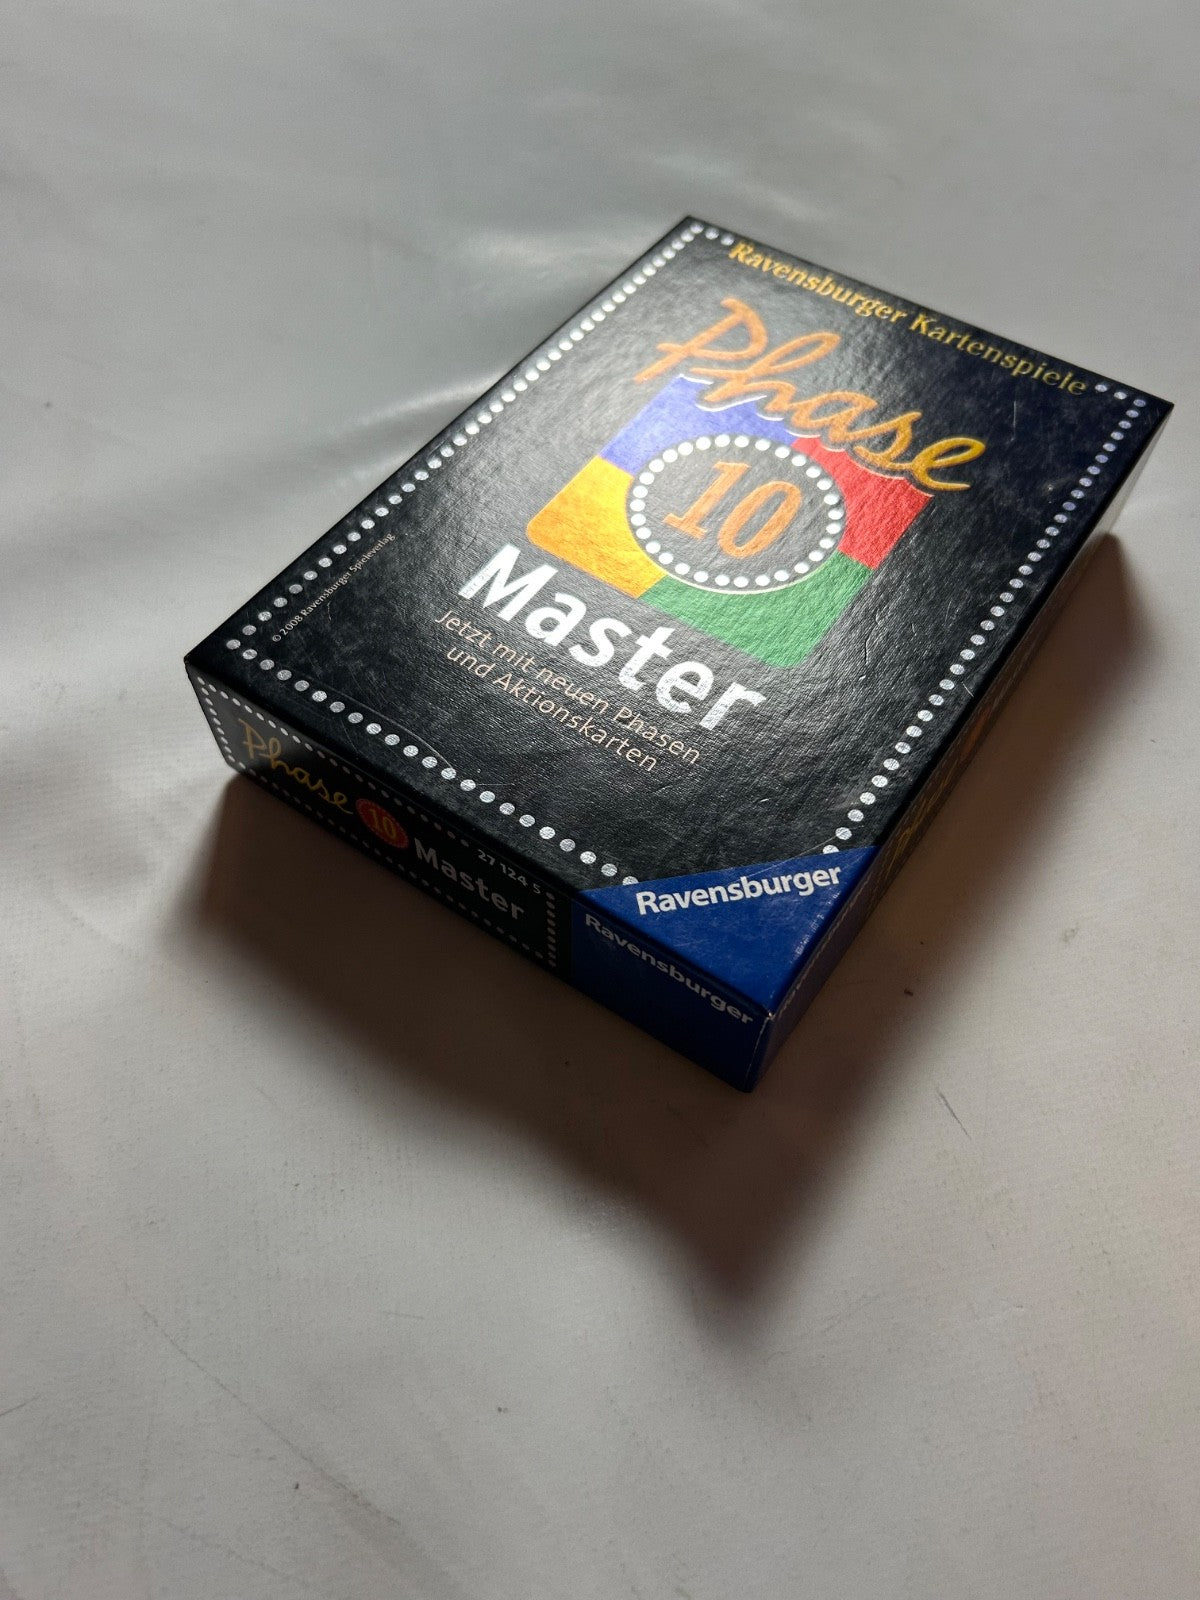 Ravensburger Kartenspiele
Phase
10
Master
Jetzt mit neuen Phasen
und Aktionskarten
© 2008 Ravensburger Spieleverlag
Ravensburger
Phase 10 Master
27 124 5
Ravensburger